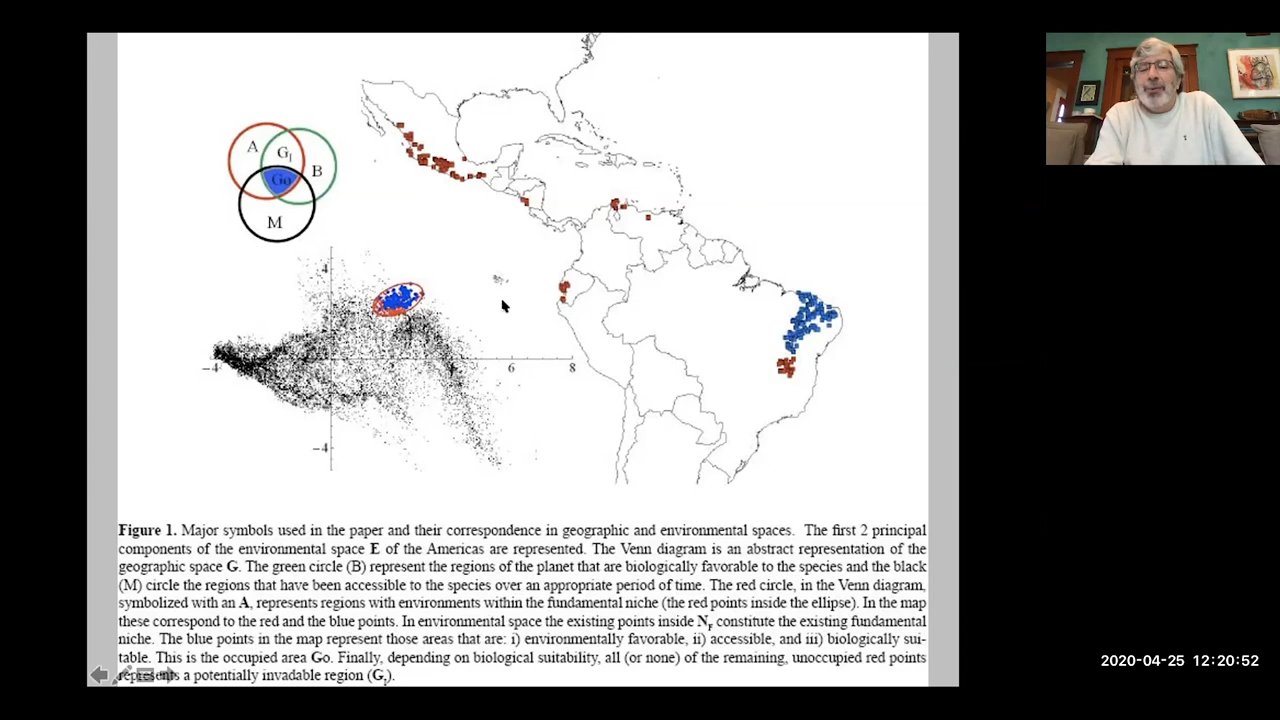 A
G_I
B
Go
M
4
-4
6
8
-4
Figure 1. Major symbols used in the paper and their correspondence in geographic and environmental spaces. The first 2 principal
components of the environmental space E of the Americas are represented. The Venn diagram is an abstract representation of the
geographic space G. The green circle (B) represent the regions of the planet that are biologically favorable to the species and the black
(M) circle the regions that have been accessible to the species over an appropriate period of time. The red circle, in the Venn diagram,
symbolized with an A, represents regions with environments within the fundamental niche (the red points inside the ellipse). In the map
these correspond to the red and the blue points. In environmental space the existing points inside N_F constitute the existing fundamental
niche. The blue points in the map represent those areas that are: i) environmentally favorable, ii) accessible, and iii) biologically sui-
table. This is the occupied area Go. Finally, depending on biological suitability, all (or none) of the remaining, unoccupied red points
represents a potentially invadable region (G_I).
2020-04-25 12:20:52